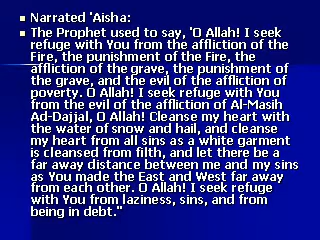 Narrated 'Aisha:
The Prophet used to say, 'O Allah! I seek
refuge with You from the affliction of the
Fire, the punishment of the Fire, the
affliction of the grave, the punishment of
the grave, and the evil of the affliction of
poverty. O Allah! I seek refuge with You
from the evil of the affliction of Al-Masih
Ad-Dajjal, O Allah! Cleanse my heart with
the water of snow and hail, and cleanse
my heart from all sins as a white garment
is cleansed from filth, and let there be a
far away distance between me and my sins
as You made the East and West far away
from each other. O Allah! I seek refuge
with You from laziness, sins, and from
being in debt."